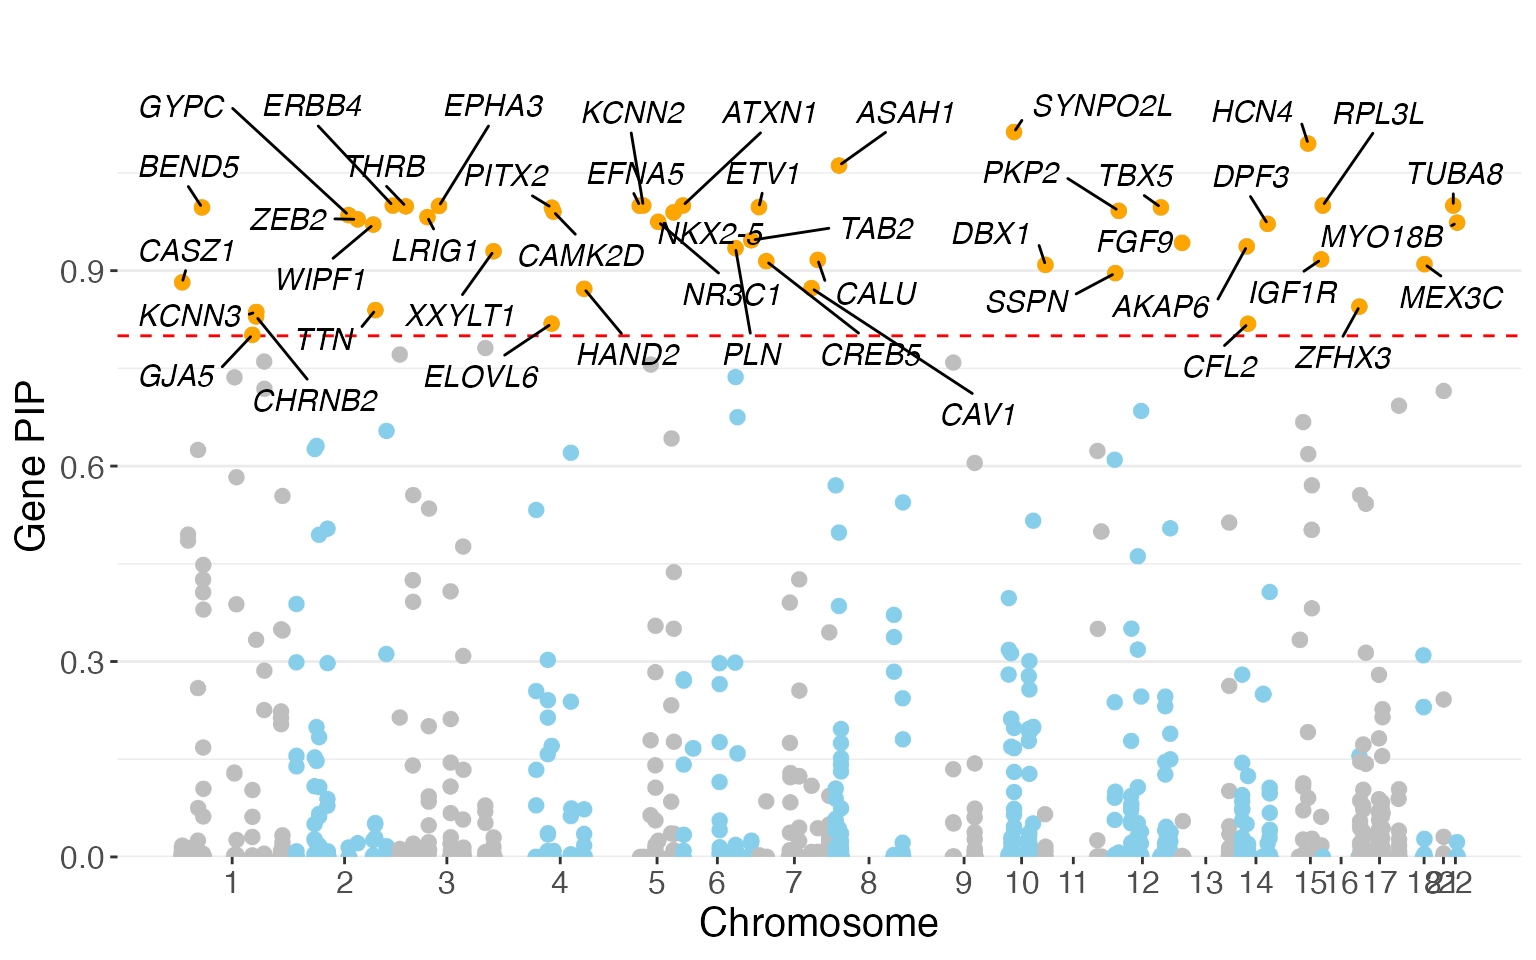 GYPC ERBB4 EPHA3 KCNN2 ATXN1 ASAH1 SYNPO2L HCN4 RPL3L
BEND5 THRB PITX2 EFNA5 ETV1 PKP2 TBX5 DPF3 TUBA8
ZEB2 NKX2-5 TAB2 DBX1 FGF9 MYO18B
CASZ1 WIPF1 LRIG1 CAMK2D NR3C1 CALU SSPN AKAP6 IGF1R MEX3C
KCNN3 TTN XXYLT1 HAND2 PLN CREB5 CFL2 ZFHX3
GJA5 CHRNB2 ELOVL6 CAV1
0.9
0.6
0.3
0.0
Gene PIP
1 2 3 4 5 6 7 8 9 10 11 12 13 14 15 16 17 18 22
Chromosome